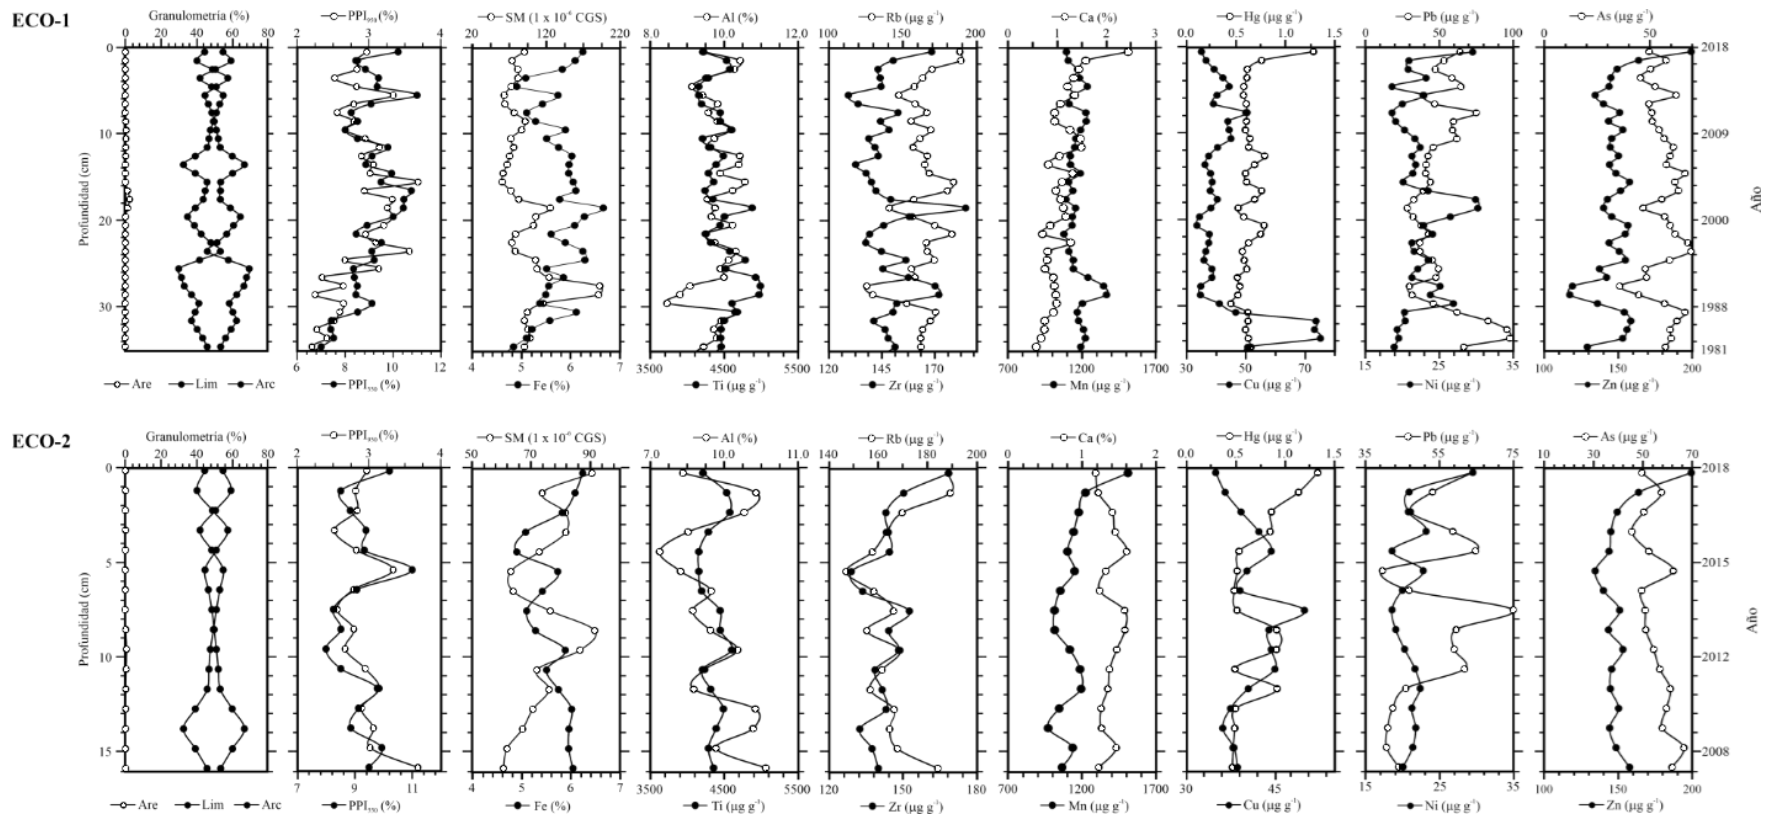 ECO-1
Granulometría (%)
PPI950 (%)
SM (1 x 10⁻⁶ CGS)
Al (%)
Rb (µg g⁻¹)
Ca (%)
Hg (µg g⁻¹)
Pb (µg g⁻¹)
As (µg g⁻¹)
0 20 40 60 80
2 3 4
20 120 220
8.0 10.0 12.0
100 150 200
0 1 2 3
0.0 0.5 1.0 1.5
0 50 100
50 60 70 80
0
10
20
30
Profundidad (cm)
2018
2009
2000
1988
1981
Año
6 8 10 12
4 5 6 7
3500 4500 5500
120 145 170 195
700 1200 1700
30 50 70
15 25 35
100 150 200
Are Lim Arc
PPI550 (%)
Fe (%)
Ti (µg g⁻¹)
Zr (µg g⁻¹)
Mn (µg g⁻¹)
Cu (µg g⁻¹)
Ni (µg g⁻¹)
Zn (µg g⁻¹)
ECO-2
Granulometría (%)
PPI950 (%)
SM (1 x 10⁻⁶ CGS)
Al (%)
Rb (µg g⁻¹)
Ca (%)
Hg (µg g⁻¹)
Pb (µg g⁻¹)
As (µg g⁻¹)
0 20 40 60 80
2 3 4
50 60 70 80 90 100
7.0 9.0 11.0
140 160 180 200
0 1 2
0.0 0.5 1.0 1.5
35 55 75
10 20 30 40 50 60 70
0
5
10
15
Profundidad (cm)
2018
2015
2012
2008
Año
7 9 11
4 5 6 7
3500 4500 5500
120 150 180
700 1200 1700
30 45
15 25 35
100 150 200
Are Lim Arc
PPI550 (%)
Fe (%)
Ti (µg g⁻¹)
Zr (µg g⁻¹)
Mn (µg g⁻¹)
Cu (µg g⁻¹)
Ni (µg g⁻¹)
Zn (µg g⁻¹)